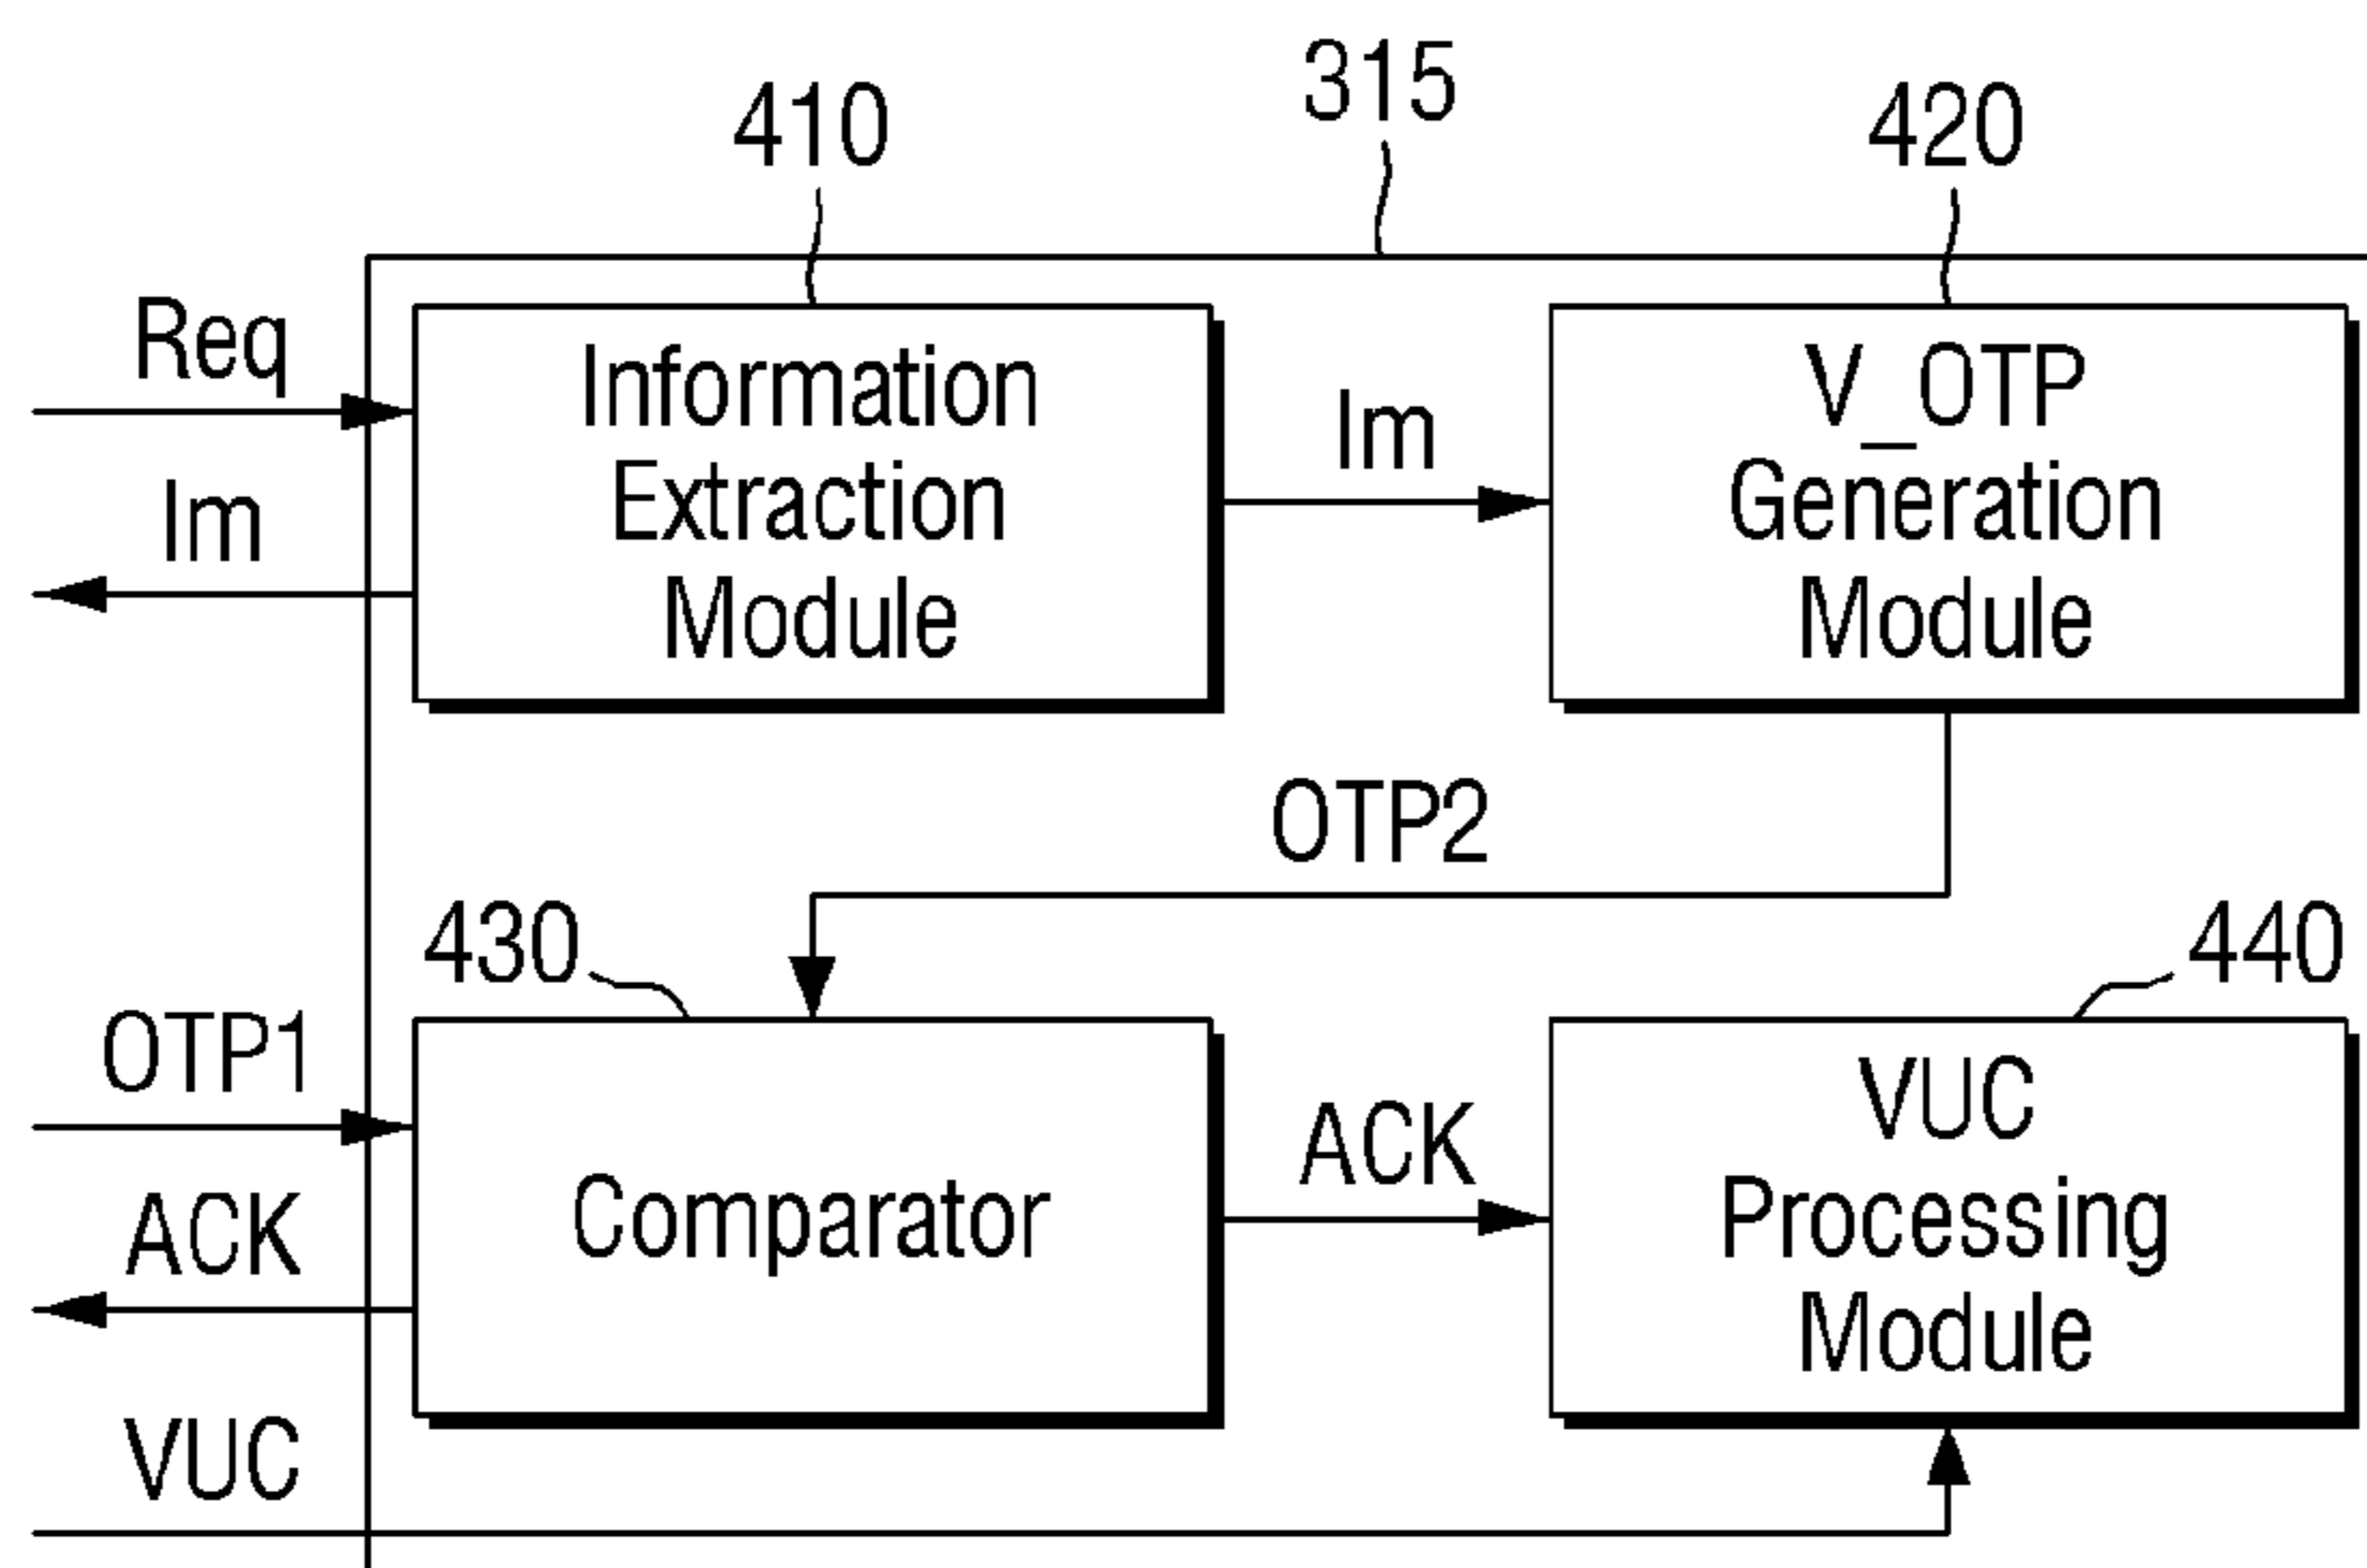 315
410
420
Req
Im
Information
Extraction
Module
Im
V_OTP
Generation
Module
OTP2
430
440
OTP1
ACK
VUC
Comparator
ACK
VUC
Processing
Module